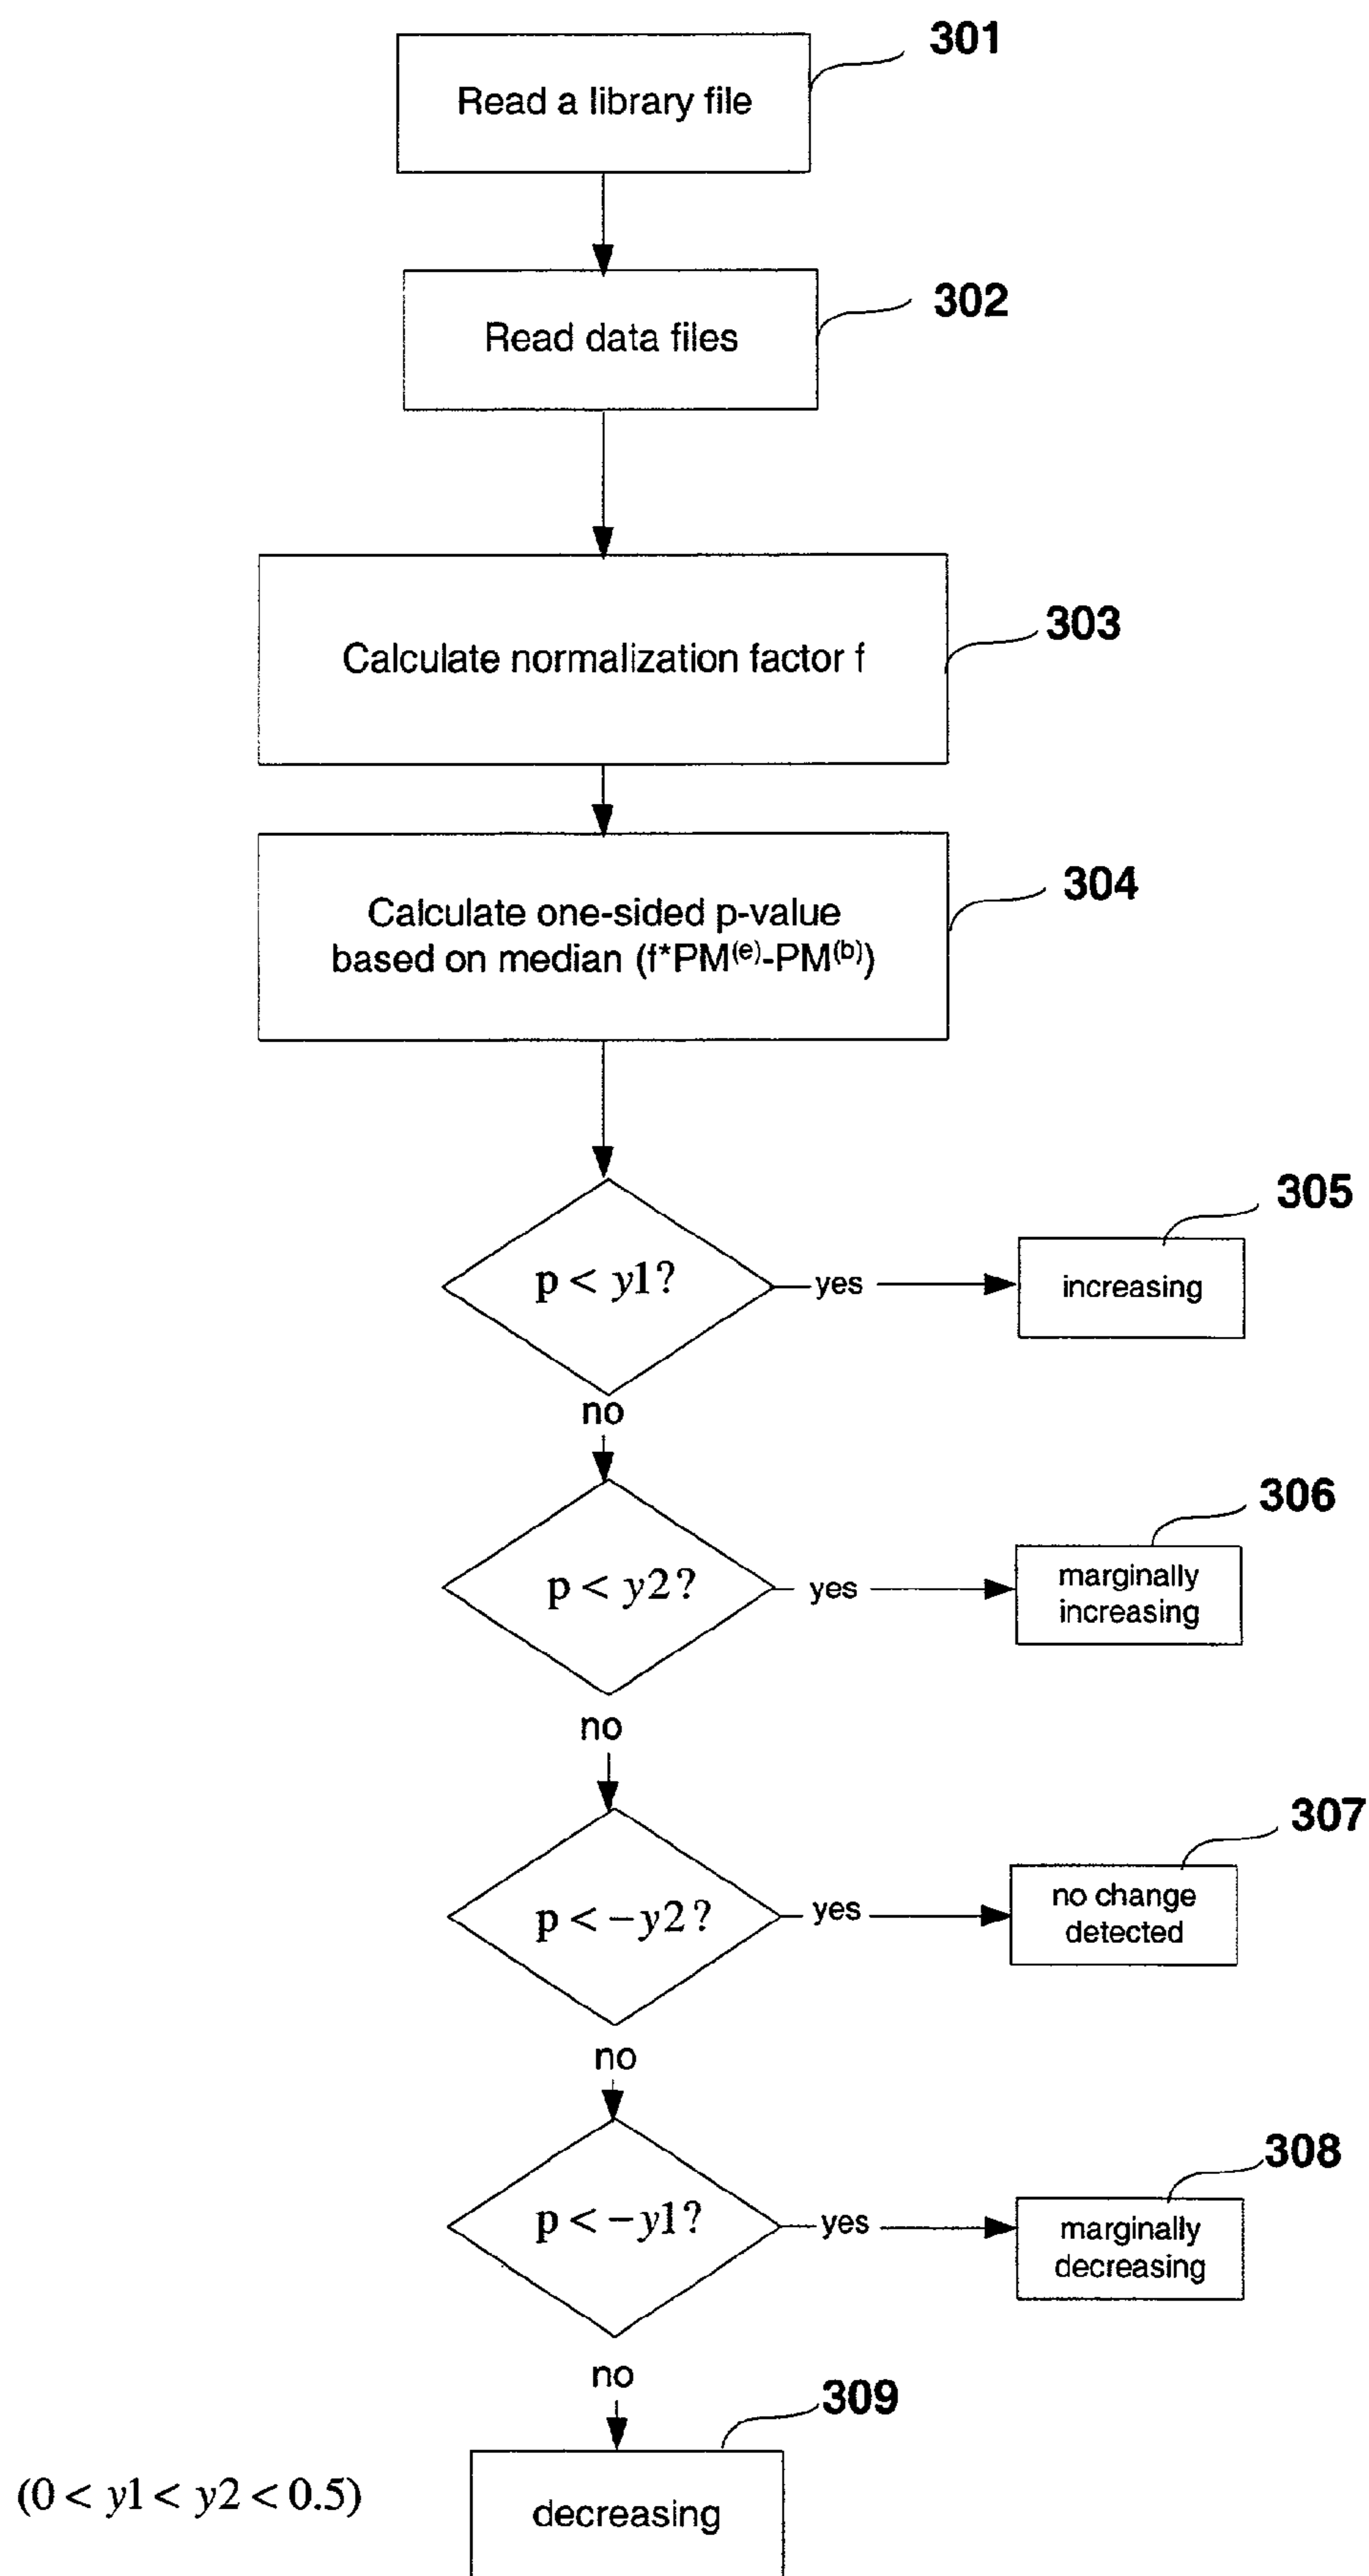 301
Read a library file
302
Read data files
303
Calculate normalization factor f
304
Calculate one-sided p-value
based on median (f*PM(e)-PM(b))
305
p < y1?
yes
increasing
no
306
p < y2?
yes
marginally
increasing
no
307
p < −y2?
yes
no change
detected
no
308
p < −y1?
yes
marginally
decreasing
no
309
(0 < y1 < y2 < 0.5)
decreasing